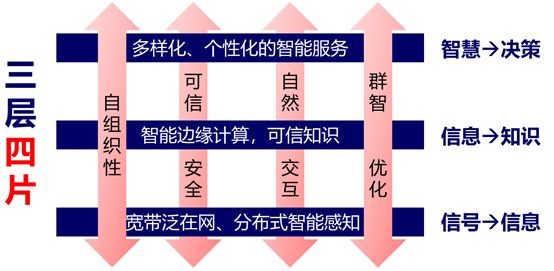 三层四片
多样化、个性化的智能服务
智慧→决策
自组织性
可信
安全
自然
交互
群智
优化
智能边缘计算，可信知识
信息→知识
宽带泛在网、分布式智能感知
信号→信息